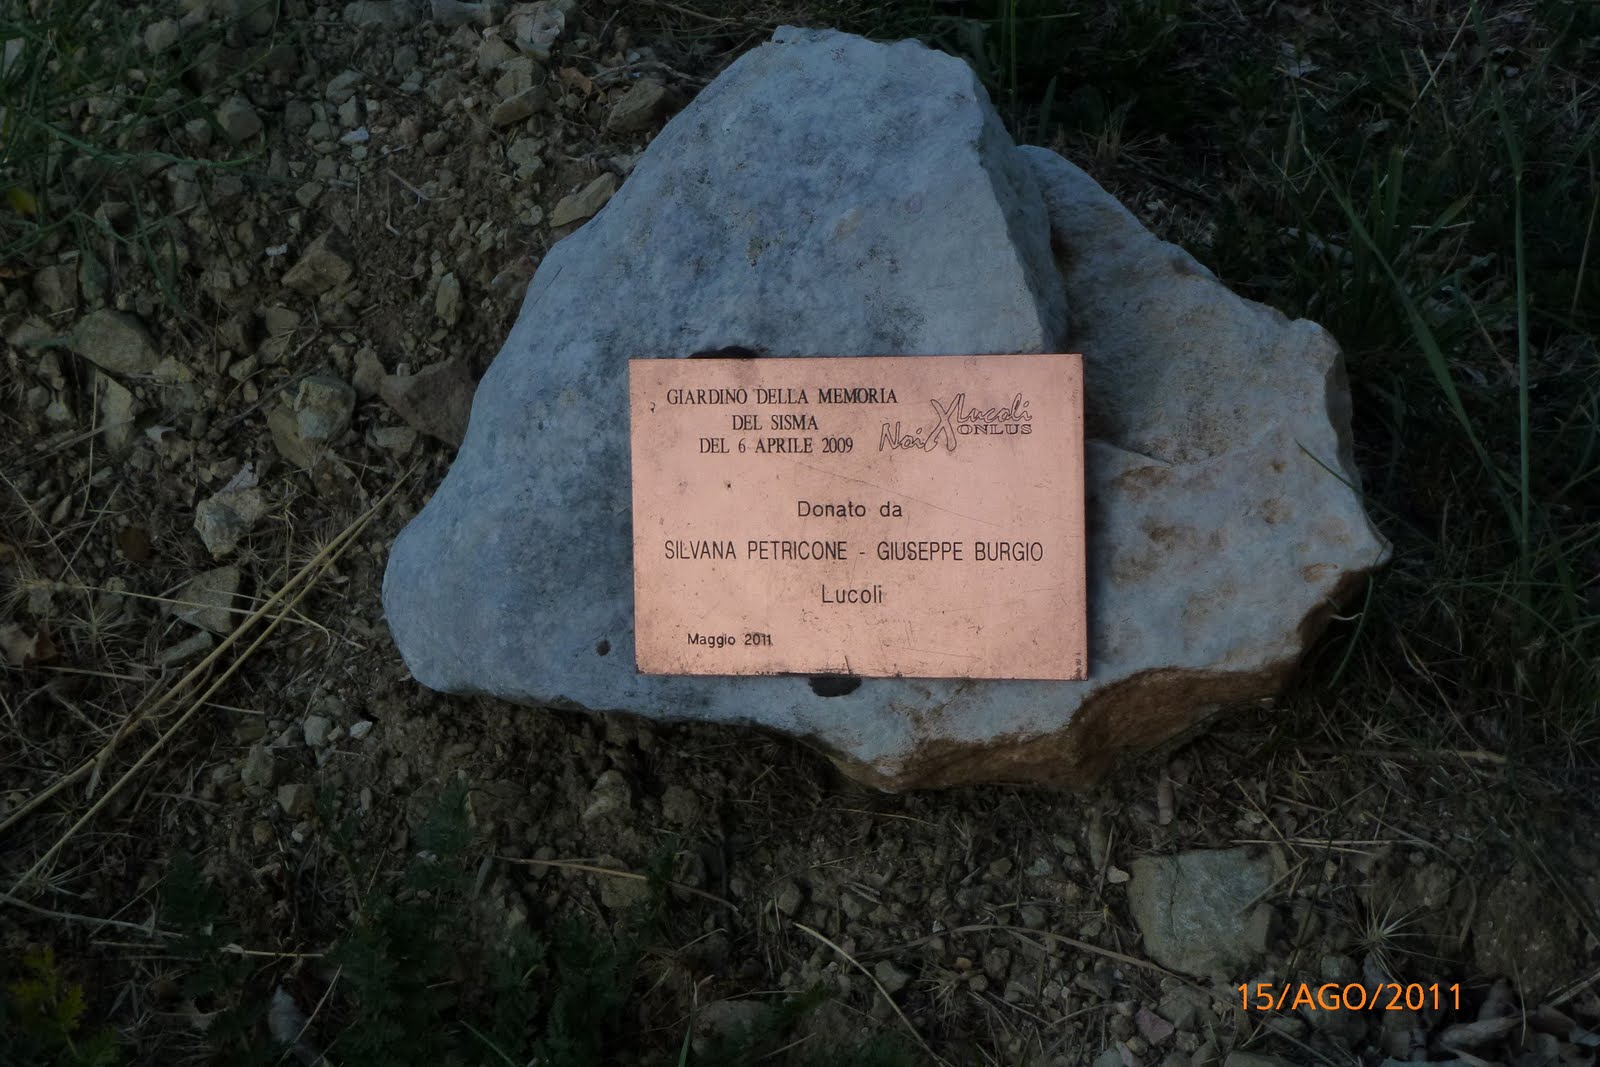 GIARDINO DELLA MEMORIA
DEL SISMA
DEL 6 APRILE 2009
Noi X Lucoli
ONLUS
Donato da
SILVANA PETRICONE - GIUSEPPE BURGIO
Lucoli
Maggio 2011
15/AGO/2011